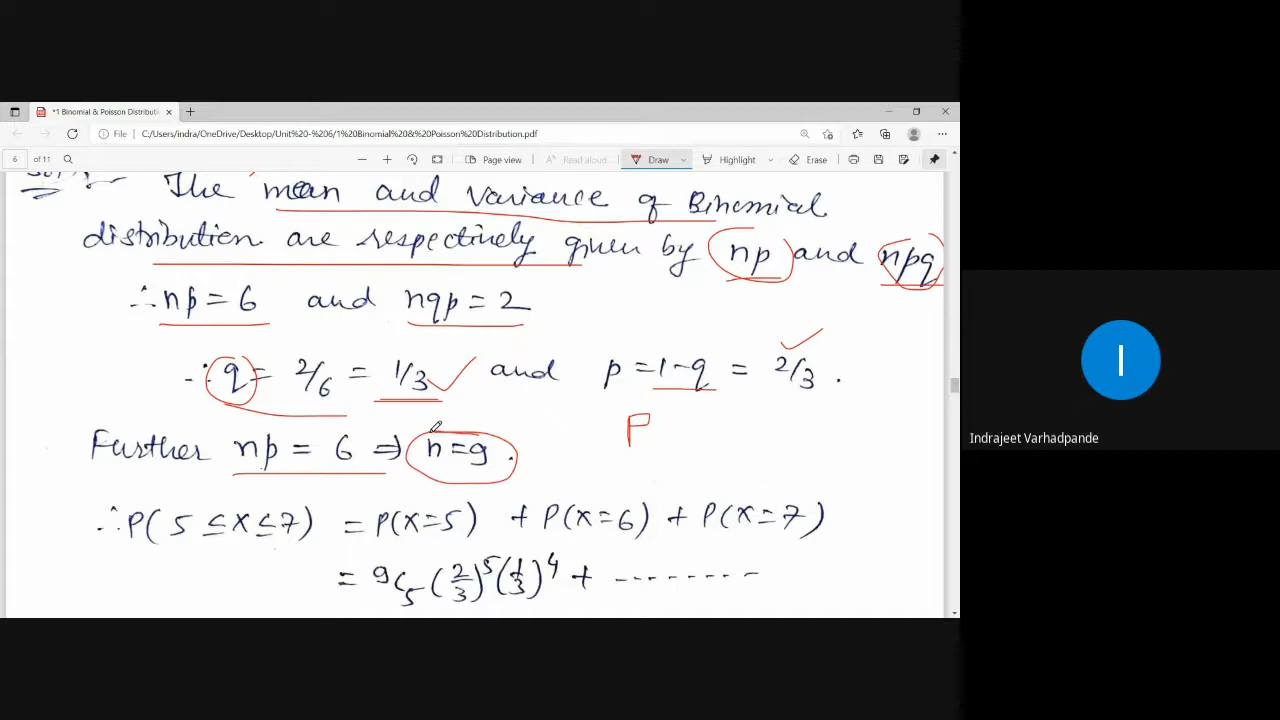 *1 Binomial & Poisson Distributi
File C:/Users/indra/OneDrive/Desktop/Unit%20-%206/1%20Binomial%20&%20Poisson%20Distribution.pdf
6 of 11 Page view Read aloud Draw Highlight Erase
The mean and variance of Binomial
distribution are respectively given by np and npq
∴ np = 6 and nqp = 2
∴ q = 2/6 = 1/3 and p = 1-q = 2/3 .
P
Further np = 6 ⇒ n=9 .
∴ P( 5 ≤ X ≤ 7) = P(X=5) + P(X=6) + P(X=7)
= 9C5 (2/3)^5 (1/3)^4 + --------
I
Indrajeet Varhadpande